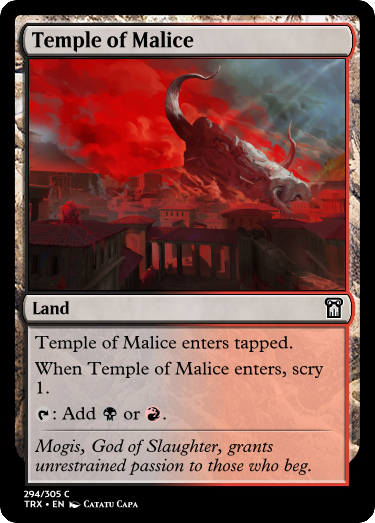 Temple of Malice
Land
Temple of Malice enters tapped.
When Temple of Malice enters, scry
1.
: Add or .
Mogis, God of Slaughter, grants
unrestrained passion to those who beg.
294/305 C
TRX • EN Catatu Capa